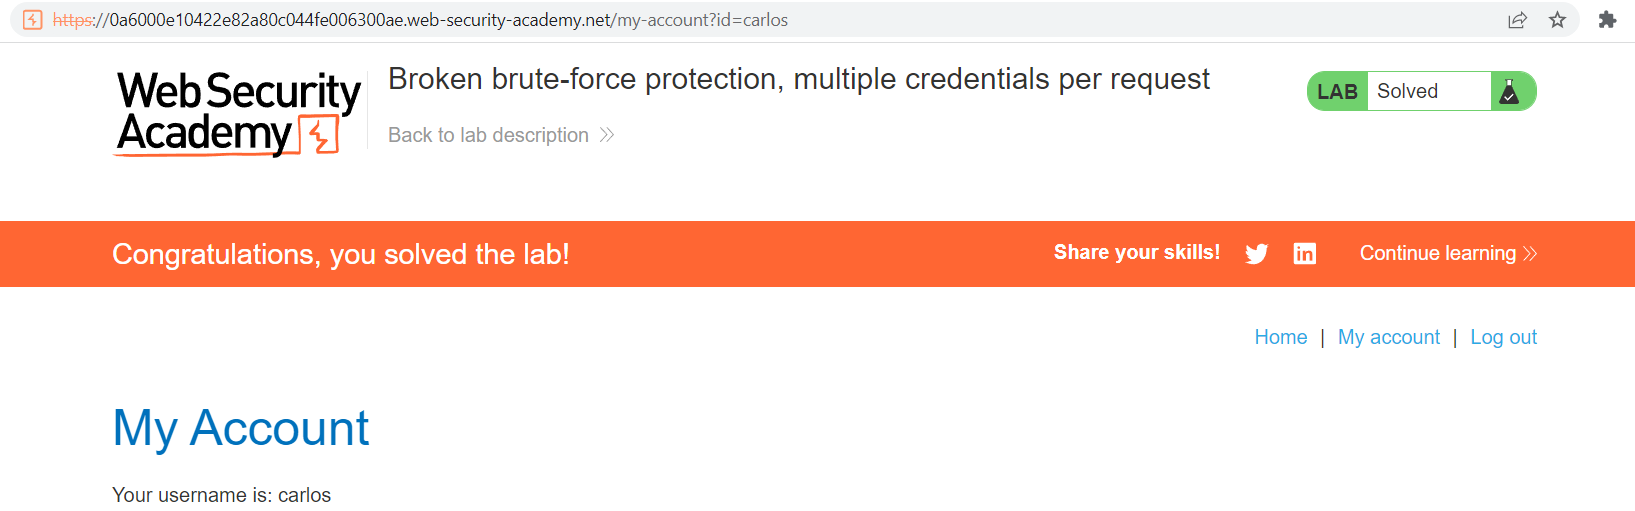 https://0a6000e10422e82a80c044fe006300ae.web-security-academy.net/my-account?id=carlos
Web Security
Academy
Broken brute-force protection, multiple credentials per request
Back to lab description
LAB Solved
Congratulations, you solved the lab!
Share your skills!
Continue learning
Home | My account | Log out
My Account
Your username is: carlos